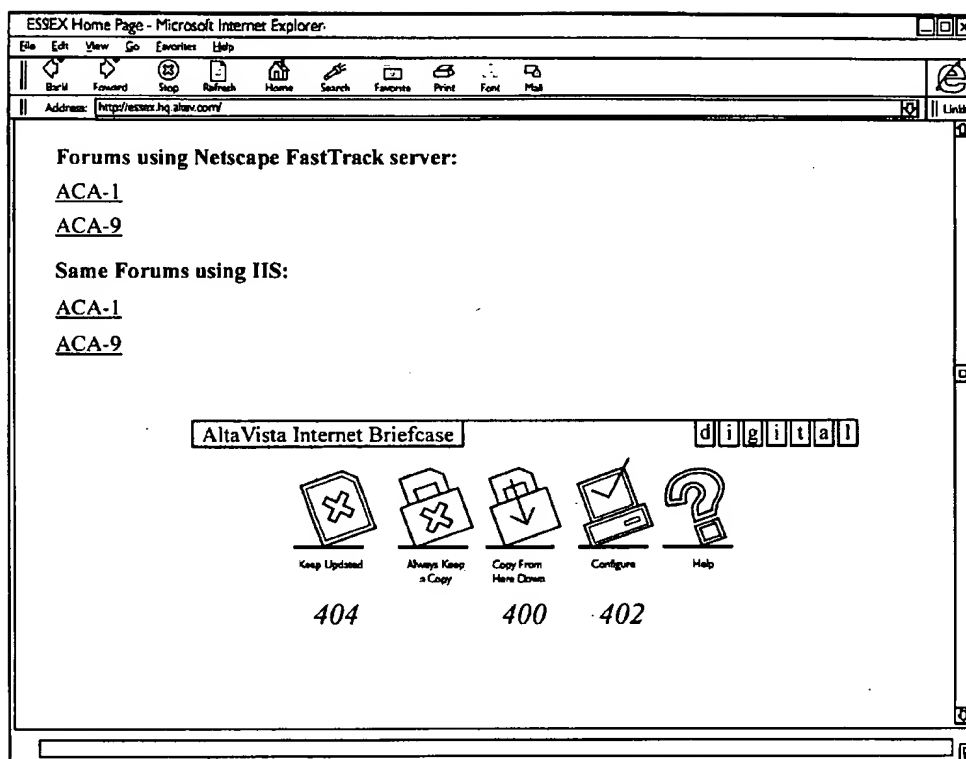 ESSEX Home Page - Microsoft Internet Explorer
File Edit View Go Favorites Help
Back Forward Stop Refresh Home Search Favorite Print Font Mail
Address: http://essex.hq.altav.com/ Links
Forums using Netscape FastTrack server:
ACA-1
ACA-9
Same Forums using IIS:
ACA-1
ACA-9
AltaVista Internet Briefcase digital
Keep Updated Always Keep a Copy Copy From Here Down Configure Help
404 400 402